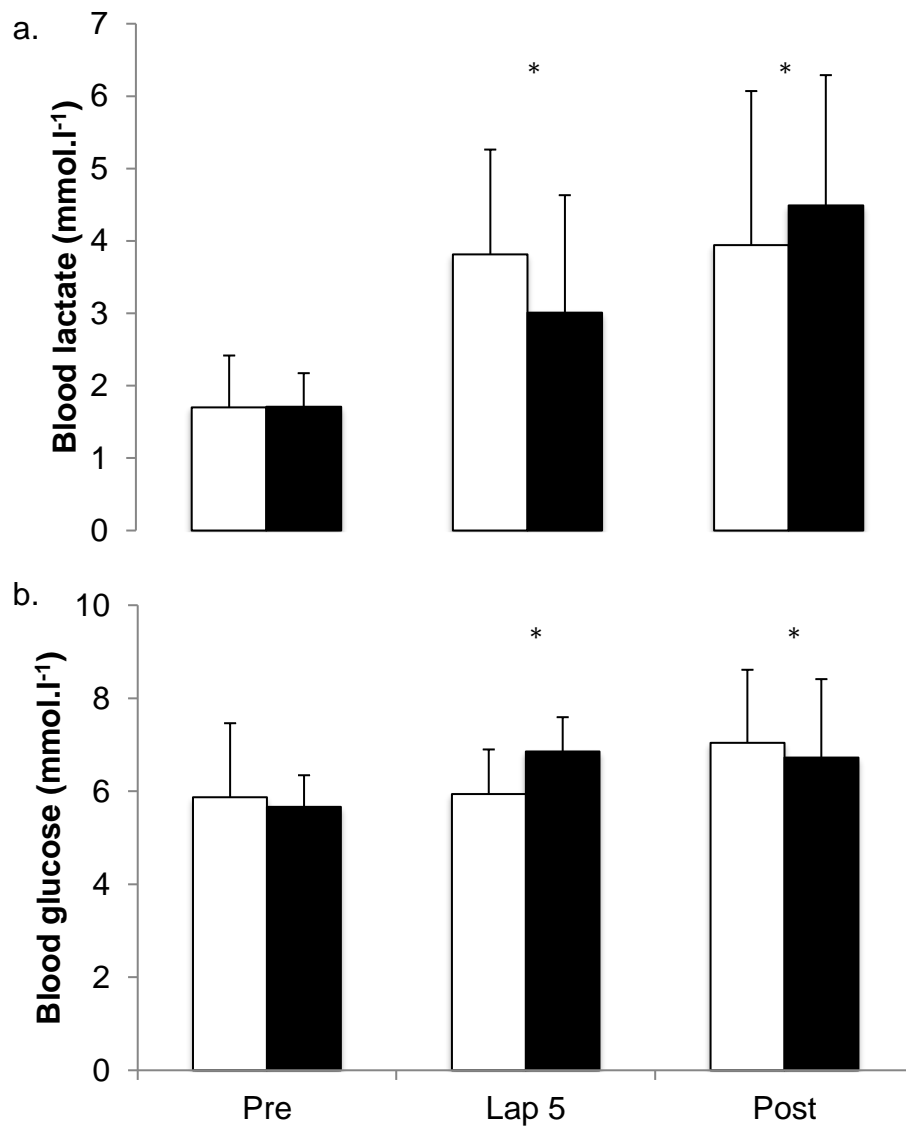 a.
Blood lactate (mmol.l⁻¹)
7
6
5
4
3
2
1
0
*
*
b.
Blood glucose (mmol.l⁻¹)
10
8
6
4
2
0
*
*
Pre
Lap 5
Post